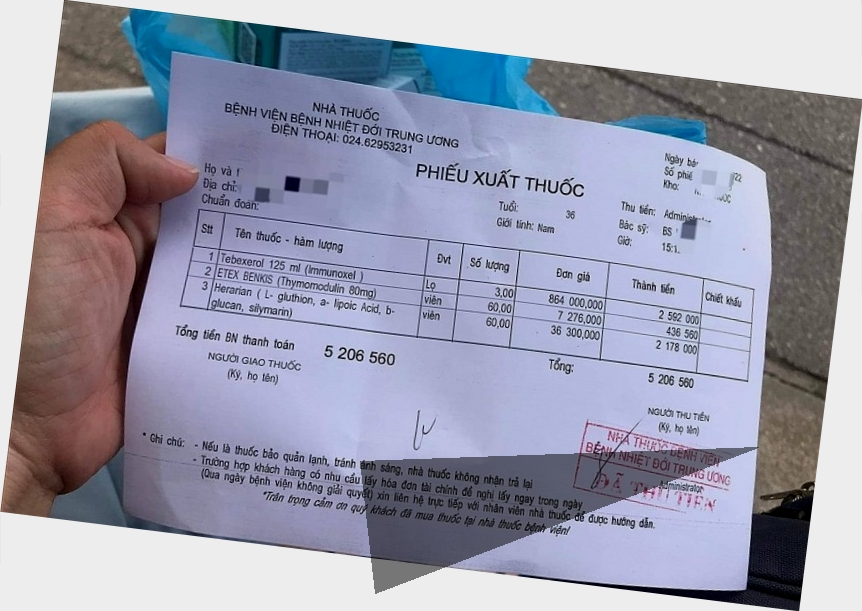 NHÀ THUỐC
BỆNH VIỆN BỆNH NHIỆT ĐỚI TRUNG ƯƠNG
ĐIỆN THOẠI: 024.62953231
PHIẾU XUẤT THUỐC
Ngày bá
Số phiế 22
Kho:
Họ và
Địa chỉ:
Chuẩn đoán:
Tuổi: 36
Giới tính: Nam
Thu tiền: Administrator
Bác sỹ: BS
Giờ: 15:1
Stt Tên thuốc - hàm lượng Đvt Số lượng Đơn giá Thành tiền Chiết khấu
1 Tebexerol 125 ml (Immunoxel ) Lọ 3,00 864 000,000 2 592 000
2 ETEX BENKIS (Thymomodulin 80mg) viên 60,00 7 276,000 436 560
3 Herarian ( L- gluthion, a- lipoic Acid, b- viên 60,00 36 300,000 2 178 000
glucan, silymarin)
Tổng: 5 206 560
Tổng tiền BN thanh toán 5 206 560
NGƯỜI GIAO THUỐC
(Ký, họ tên)
NGƯỜI THU TIỀN
(Ký, họ tên)
NHÀ THUỐC BỆNH VIỆN
BỆNH NHIỆT ĐỚI TRUNG ƯƠNG
ĐÃ THU TIỀN
Administrator
* Ghi chú: - Nếu là thuốc bảo quản lạnh, tránh ánh sáng, nhà thuốc không nhận trả lại
- Trường hợp khách hàng có nhu cầu lấy hóa đơn tài chính đề nghị lấy ngay trong ngày
(Qua ngày bệnh viện không giải quyết) xin liên hệ trực tiếp với nhân viên nhà thuốc để được hướng dẫn.
*Trân trọng cảm ơn quý khách đã mua thuốc tại nhà thuốc bệnh viện!